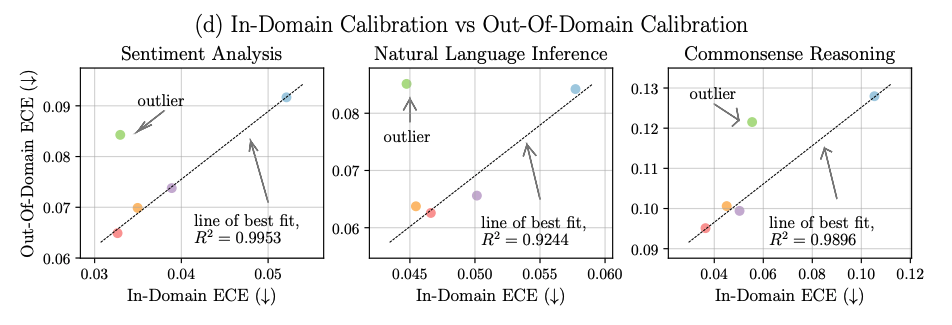 (d) In-Domain Calibration vs Out-Of-Domain Calibration
Sentiment Analysis
Out-Of-Domain ECE (↓)
0.09
0.08
0.07
0.06
outlier
line of best fit,
R² = 0.9953
0.03 0.04 0.05
In-Domain ECE (↓)
Natural Language Inference
0.08
0.07
0.06
outlier
line of best fit,
R² = 0.9244
0.045 0.050 0.055 0.060
In-Domain ECE (↓)
Commonsense Reasoning
0.13
0.12
0.11
0.10
0.09
outlier
line of best fit,
R² = 0.9896
0.04 0.06 0.08 0.10 0.12
In-Domain ECE (↓)